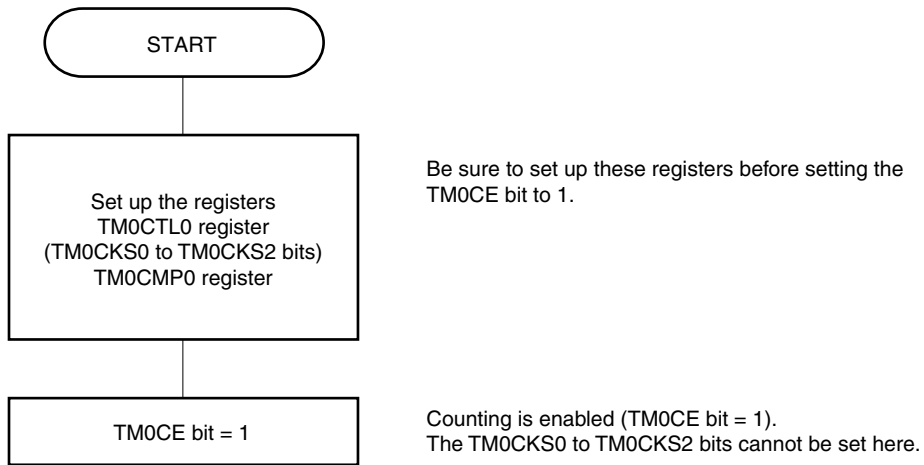 START
Set up the registers
TM0CTL0 register
(TM0CKS0 to TM0CKS2 bits)
TM0CMP0 register
Be sure to set up these registers before setting the
TM0CE bit to 1.
TM0CE bit = 1
Counting is enabled (TM0CE bit = 1).
The TM0CKS0 to TM0CKS2 bits cannot be set here.